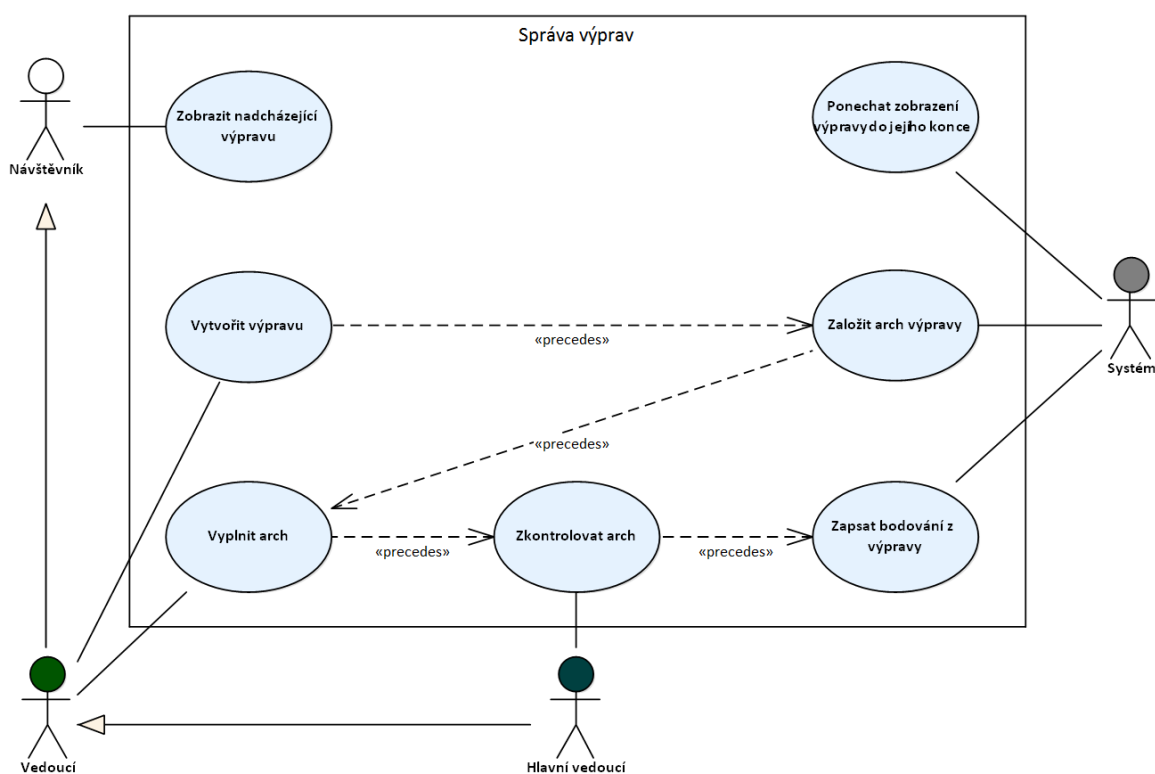 Správa výprav
Zobrazit nadcházející
výpravu
Ponechat zobrazení
výpravy do jejího konce
Návštěvník
Vytvořit výpravu
«precedes»
Založit arch výpravy
Systém
«precedes»
Vyplnit arch
«precedes»
Zkontrolovat arch
«precedes»
Zapsat bodování z
výpravy
Vedoucí
Hlavní vedoucí